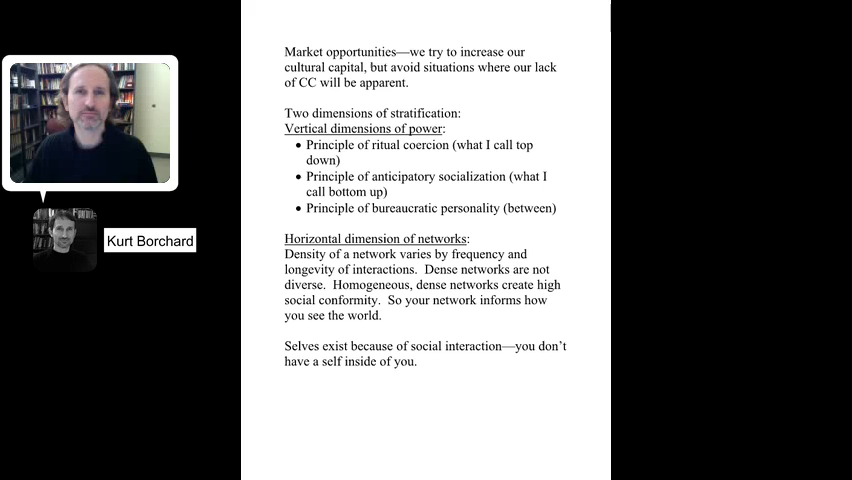 Market opportunities—we try to increase our
cultural capital, but avoid situations where our lack
of CC will be apparent.
Two dimensions of stratification:
Vertical dimensions of power:
• Principle of ritual coercion (what I call top
down)
• Principle of anticipatory socialization (what I
call bottom up)
• Principle of bureaucratic personality (between)
Horizontal dimension of networks:
Density of a network varies by frequency and
longevity of interactions.  Dense networks are not
diverse.  Homogeneous, dense networks create high
social conformity.  So your network informs how
you see the world.
Selves exist because of social interaction—you don't
have a self inside of you.
Kurt Borchard